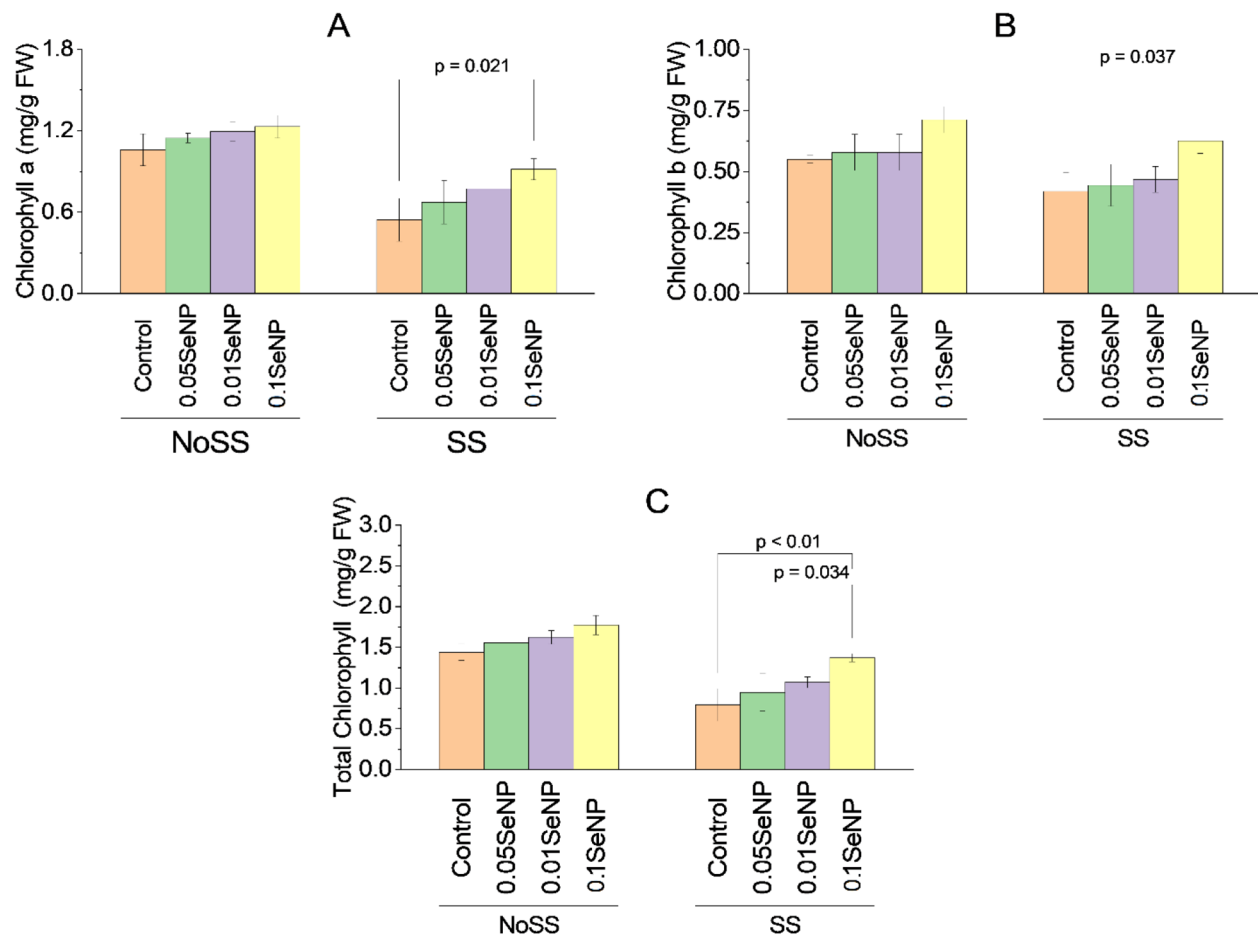 A
Chlorophyll a (mg/g FW)
1.8
1.2
0.6
0.0
p = 0.021
Control
0.05SeNP
0.01SeNP
0.1SeNP
Control
0.05SeNP
0.01SeNP
0.1SeNP
NoSS
SS
B
Chlorophyll b (mg/g FW)
1.00
0.75
0.50
0.25
0.00
p = 0.037
Control
0.05SeNP
0.01SeNP
0.1SeNP
Control
0.05SeNP
0.01SeNP
0.1SeNP
NoSS
SS
C
Total Chlorophyll (mg/g FW)
3.0
2.5
2.0
1.5
1.0
0.5
0.0
p < 0.01
p = 0.034
Control
0.05SeNP
0.01SeNP
0.1SeNP
Control
0.05SeNP
0.01SeNP
0.1SeNP
NoSS
SS